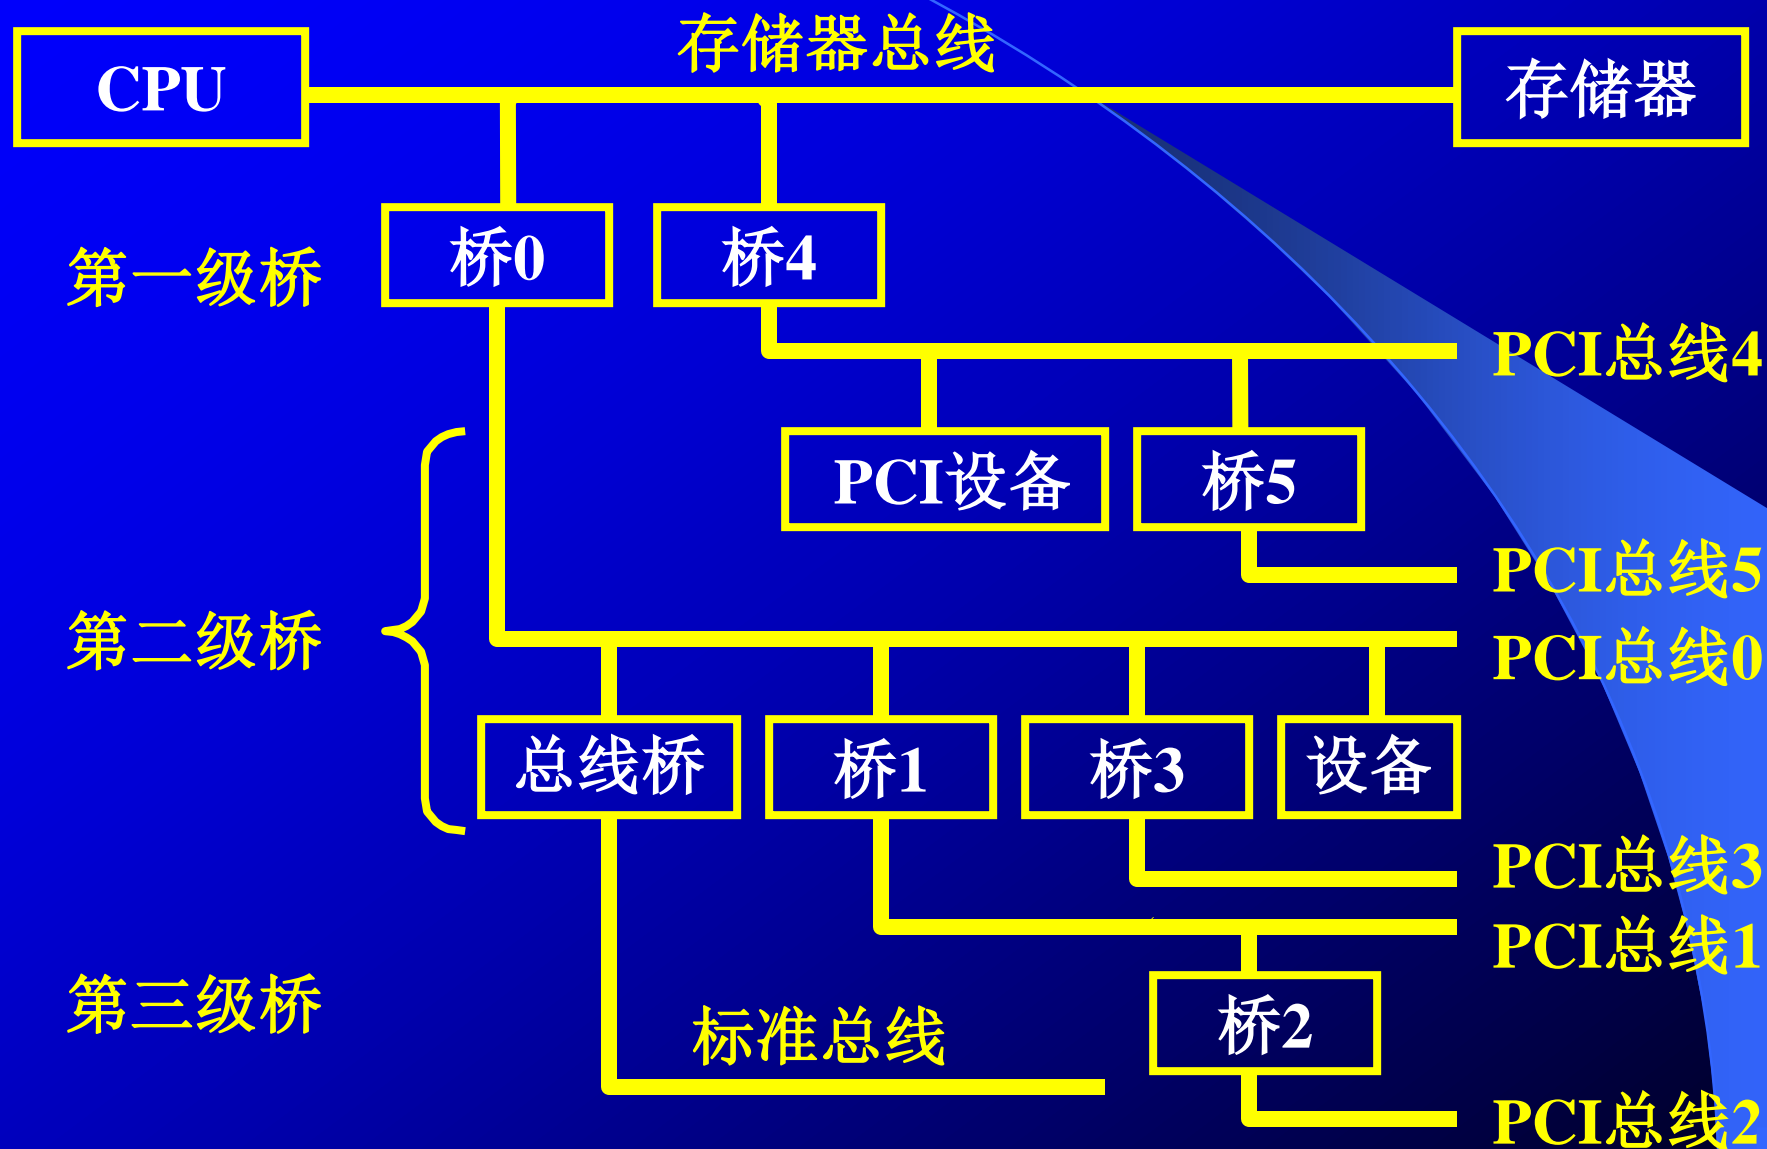 存储器总线
CPU
存储器
第一级桥
桥0
桥4
PCI总线4
PCI设备
桥5
PCI总线5
第二级桥
PCI总线0
总线桥
桥1
桥3
设备
PCI总线3
PCI总线1
第三级桥
标准总线
桥2
PCI总线2